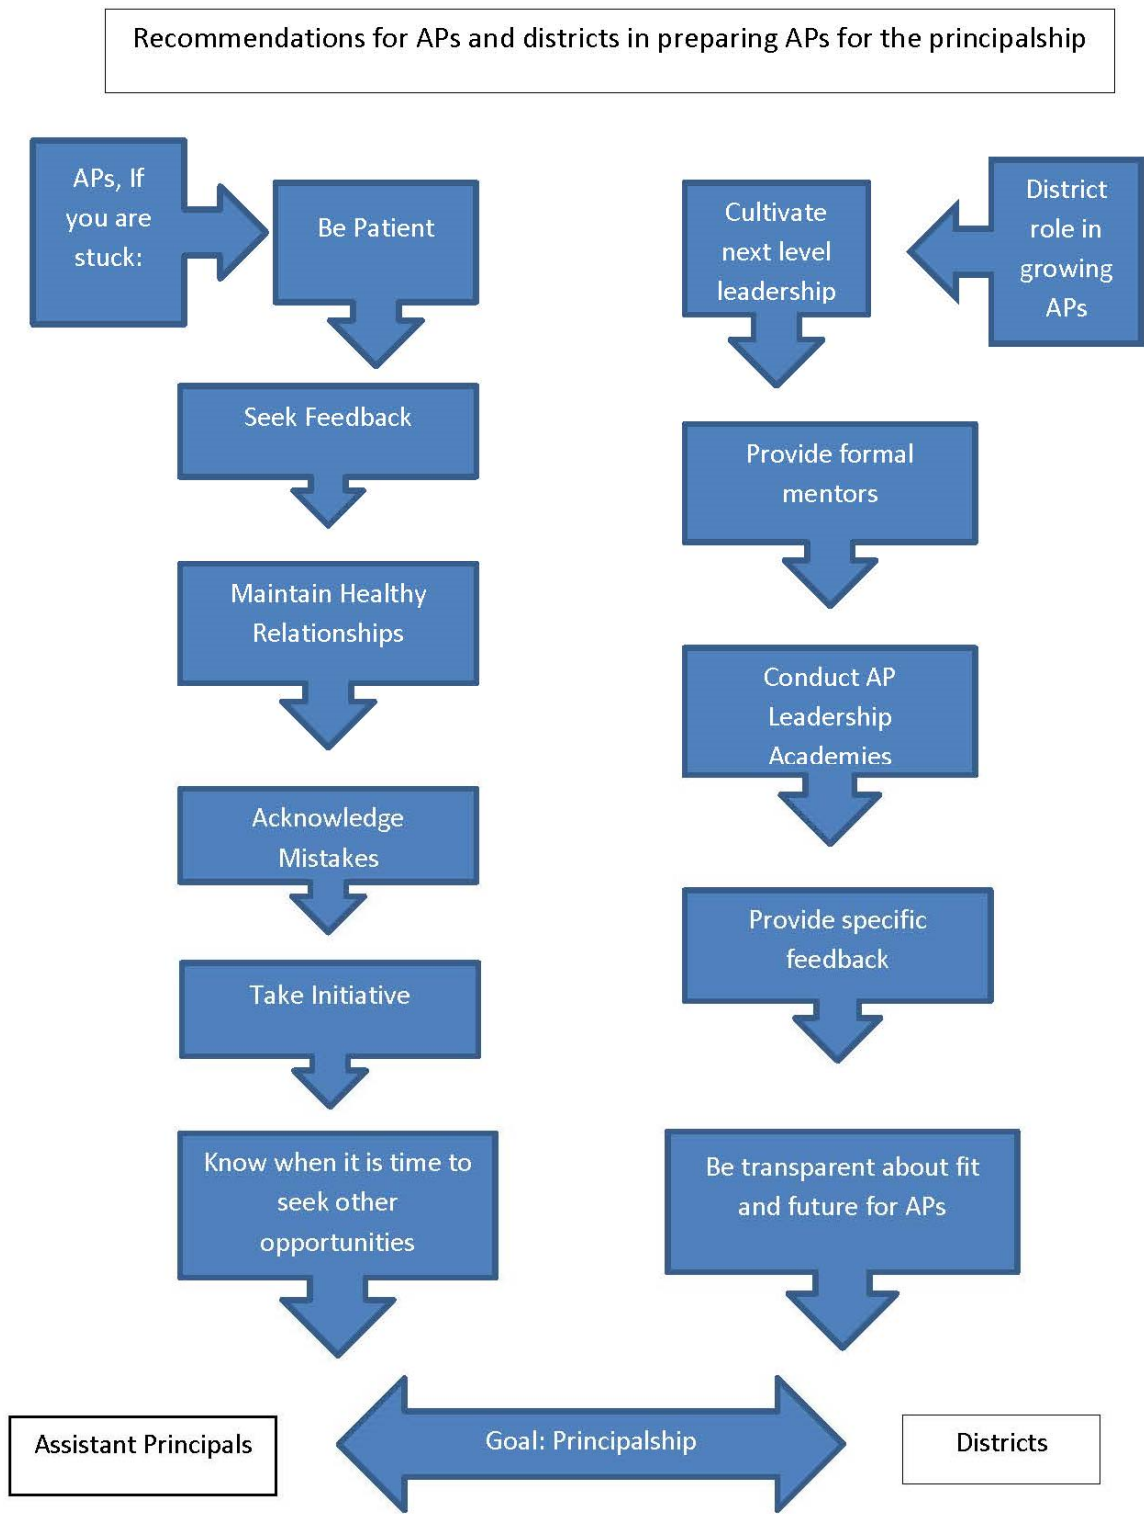 Recommendations for APs and districts in preparing APs for the principalship
APs, If
you are
stuck:
Be Patient
Seek Feedback
Maintain Healthy
Relationships
Acknowledge
Mistakes
Take Initiative
Know when it is time to
seek other
opportunities
District
role in
growing
APs
Cultivate
next level
leadership
Provide formal
mentors
Conduct AP
Leadership
Academies
Provide specific
feedback
Be transparent about fit
and future for APs
Assistant Principals
Goal: Principalship
Districts